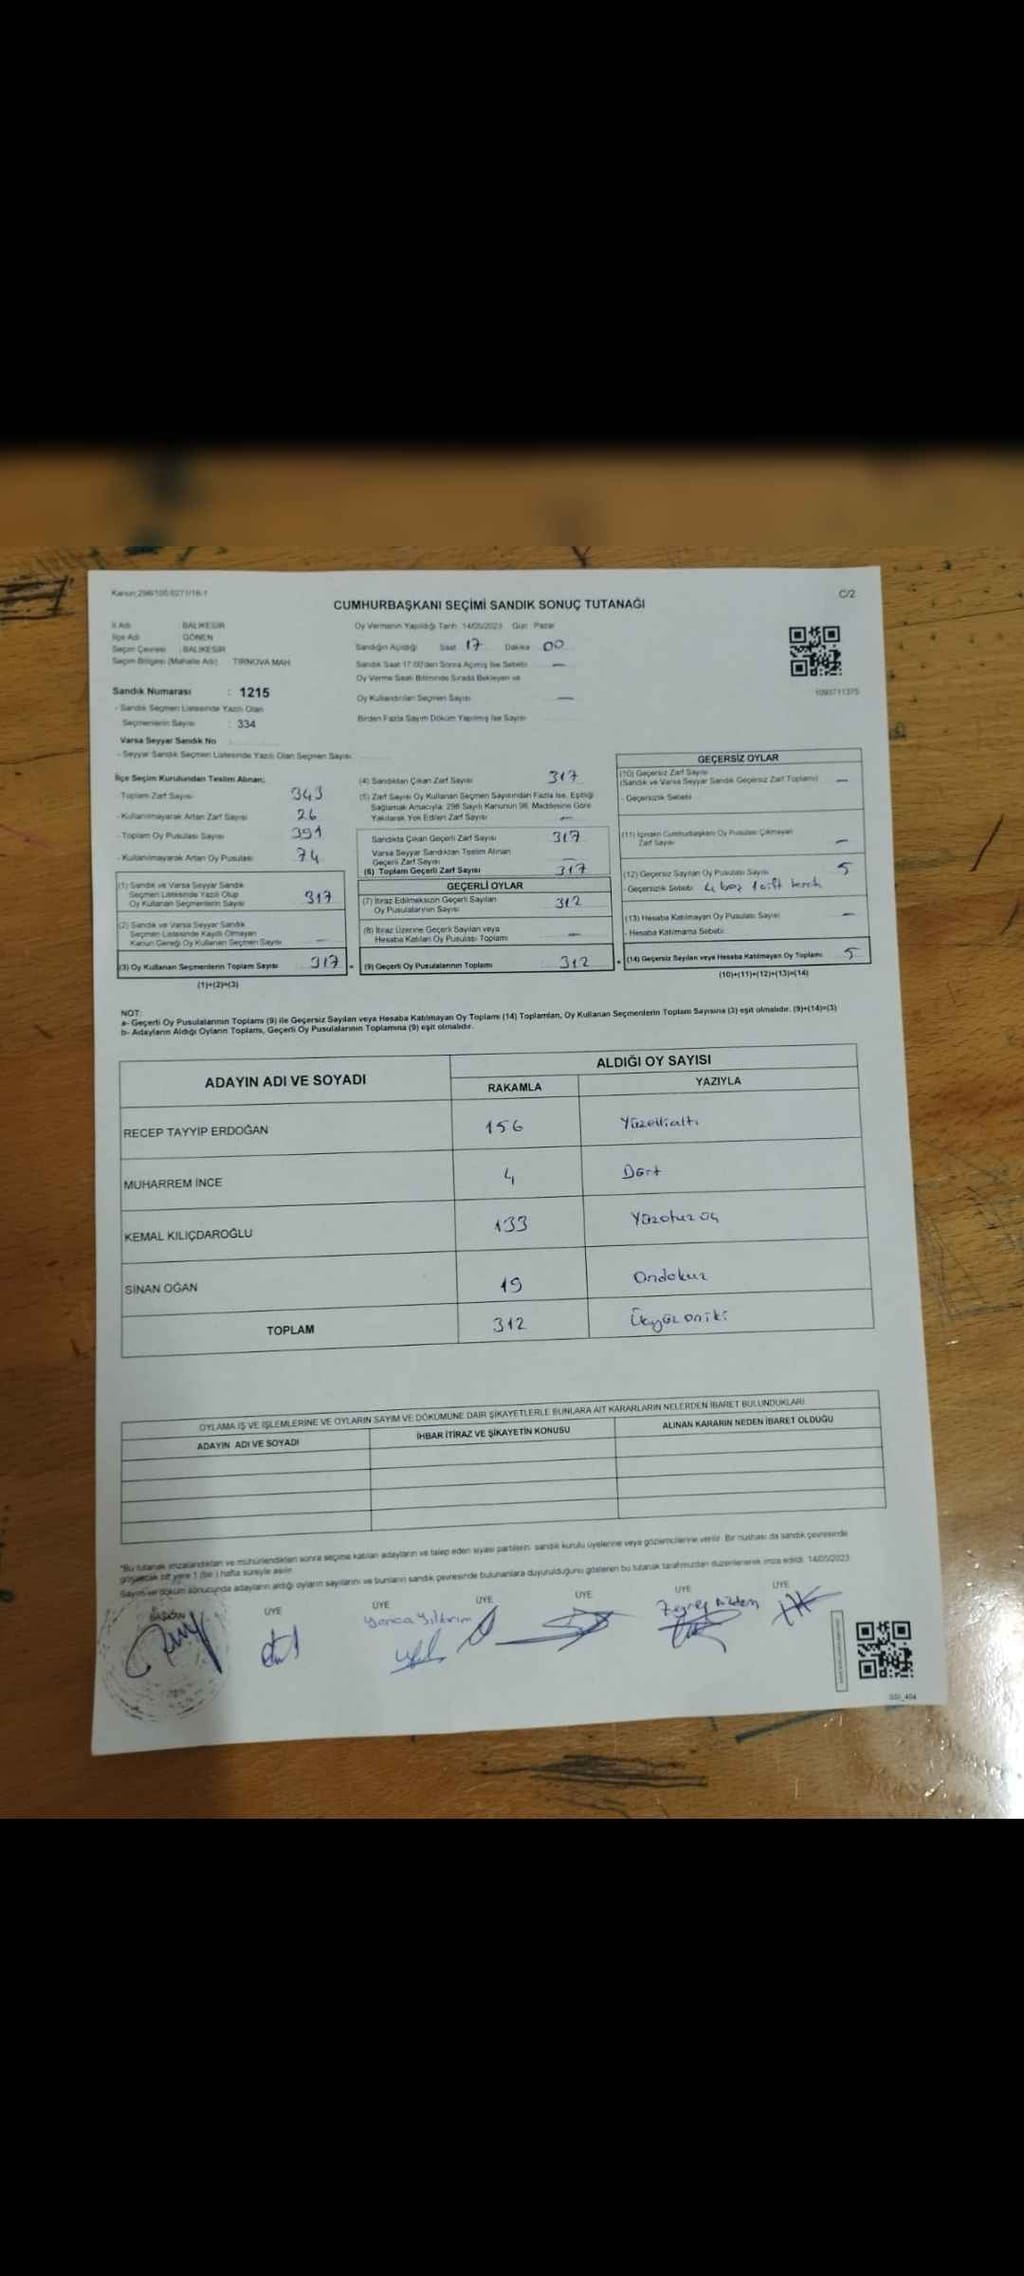 Kanun:298/105.0271/16-1
C/2
CUMHURBAŞKANI SEÇİMİ SANDIK SONUÇ TUTANAĞI
İl Adı : BALIKESİR
İlçe Adı : GÖNEN
Seçim Çevresi : BALIKESİR
Seçim Bölgesi (Mahalle Adı) : TIRNOVA MAH.
Sandık Numarası : 1215
- Sandık Seçmen Listesinde Yazılı Olan
Seçmenlerin Sayısı : 334
Varsa Seyyar Sandık No
- Seyyar Sandık Seçmen Listesinde Yazılı Olan Seçmen Sayısı:
Oy Vermenin Yapıldığı Tarih: 14/05/2023 Gün: Pazar
Sandığın Açıldığı Saat 17 Dakika 00
Sandık Saat 17:00'den Sonra Açılmış İse Sebebi —
Oy Verme Saati Bitiminde Sırada Bekleyen ve
Oy Kullandırılan Seçmen Sayısı —
Birden Fazla Sayım Döküm Yapılmış İse Sayısı
1093711375
İlçe Seçim Kurulundan Teslim Alınan;
- Toplam Zarf Sayısı 343
- Kullanılmayarak Artan Zarf Sayısı 26
- Toplam Oy Pusulası Sayısı 391
- Kullanılmayarak Artan Oy Pusulası 74
(1) Sandık ve Varsa Seyyar Sandık
Seçmen Listesinde Yazılı Olup
Oy Kullanan Seçmenlerin Sayısı 317
(2) Sandık ve Varsa Seyyar Sandık
Seçmen Listesinde Kayıtlı Olmayan
Kanun Gereği Oy Kullanan Seçmen Sayısı —
(3) Oy Kullanan Seçmenlerin Toplam Sayısı 317 =
(1)+(2)=(3)
(4) Sandıktan Çıkan Zarf Sayısı 317
(5) Zarf Sayısı Oy Kullanan Seçmen Sayısından Fazla İse, Eşitliği
Sağlamak Amacıyla, 298 Sayılı Kanunun 98. Maddesine Göre
Yakılarak Yok Edilen Zarf Sayısı —
Sandıkta Çıkan Geçerli Zarf Sayısı 317
Varsa Seyyar Sandıktan Teslim Alınan
Geçerli Zarf Sayısı —
(6) Toplam Geçerli Zarf Sayısı 317
GEÇERLİ OYLAR
(7) İtiraz Edilmeksizin Geçerli Sayılan
Oy Pusulalarının Sayısı 312
(8) İtiraz Üzerine Geçerli Sayılan veya
Hesaba Katılan Oy Pusulası Toplamı —
(9) Geçerli Oy Pusulalarının Toplamı 312 +
GEÇERSİZ OYLAR
(10) Geçersiz Zarf Sayısı
(Sandık ve Varsa Seyyar Sandık Geçersiz Zarf Toplamı) —
- Geçersizlik Sebebi:
(11) İçinden Cumhurbaşkanı Oy Pusulası Çıkmayan
Zarf Sayısı —
(12) Geçersiz Sayılan Oy Pusulası Sayısı 5
- Geçersizlik Sebebi: 4 boş 1 çift tercih
(13) Hesaba Katılmayan Oy Pusulası Sayısı —
- Hesaba Katılmama Sebebi:
(14) Geçersiz Sayılan veya Hesaba Katılmayan Oy Toplamı 5
(10)+(11)+(12)+(13)=(14)
NOT:
a- Geçerli Oy Pusulalarının Toplamı (9) ile Geçersiz Sayılan veya Hesaba Katılmayan Oy Toplamı (14) Toplamları, Oy Kullanan Seçmenlerin Toplam Sayısına (3) eşit olmalıdır. (9)+(14)=(3)
b- Adayların Aldığı Oyların Toplamı, Geçerli Oy Pusulalarının Toplamına (9) eşit olmalıdır.
ADAYIN ADI VE SOYADI
ALDIĞI OY SAYISI
RAKAMLA YAZIYLA
RECEP TAYYİP ERDOĞAN 156 Yüzellialtı
MUHARREM İNCE 4 Dört
KEMAL KILIÇDAROĞLU 133 Yüzotuzüç
SİNAN OĞAN 19 Ondokuz
TOPLAM 312 Üçyüzoniki
OYLAMA İŞ VE İŞLEMLERİNE VE OYLARIN SAYIM VE DÖKÜMÜNE DAİR ŞİKAYETLERLE BUNLARA AİT KARARLARIN NELERDEN İBARET BULUNDUKLARI
ADAYIN ADI VE SOYADI İHBAR İTİRAZ VE ŞİKAYETİN KONUSU ALINAN KARARIN NEDEN İBARET OLDUĞU
*Bu tutanak imzalandıktan ve mühürlendikten sonra seçime katılan adayların ve talep eden siyasi partilerin sandık kurulu üyelerine veya gözlemcilerine verilir. Bir nüshası da sandık çevresinde
görülecek bir yere 1 (bir) hafta süreyle asılır.
Sayım ve döküm sonucunda adayların aldığı oyların sayılarını ve bunların sandık çevresinde bulunanlara duyurulduğunu gösteren bu tutanak tarafımızdan düzenlenerek imza edildi. 14/05/2023
BAŞKAN ÜYE ÜYE ÜYE ÜYE ÜYE ÜYE
Yonca Yıldırım